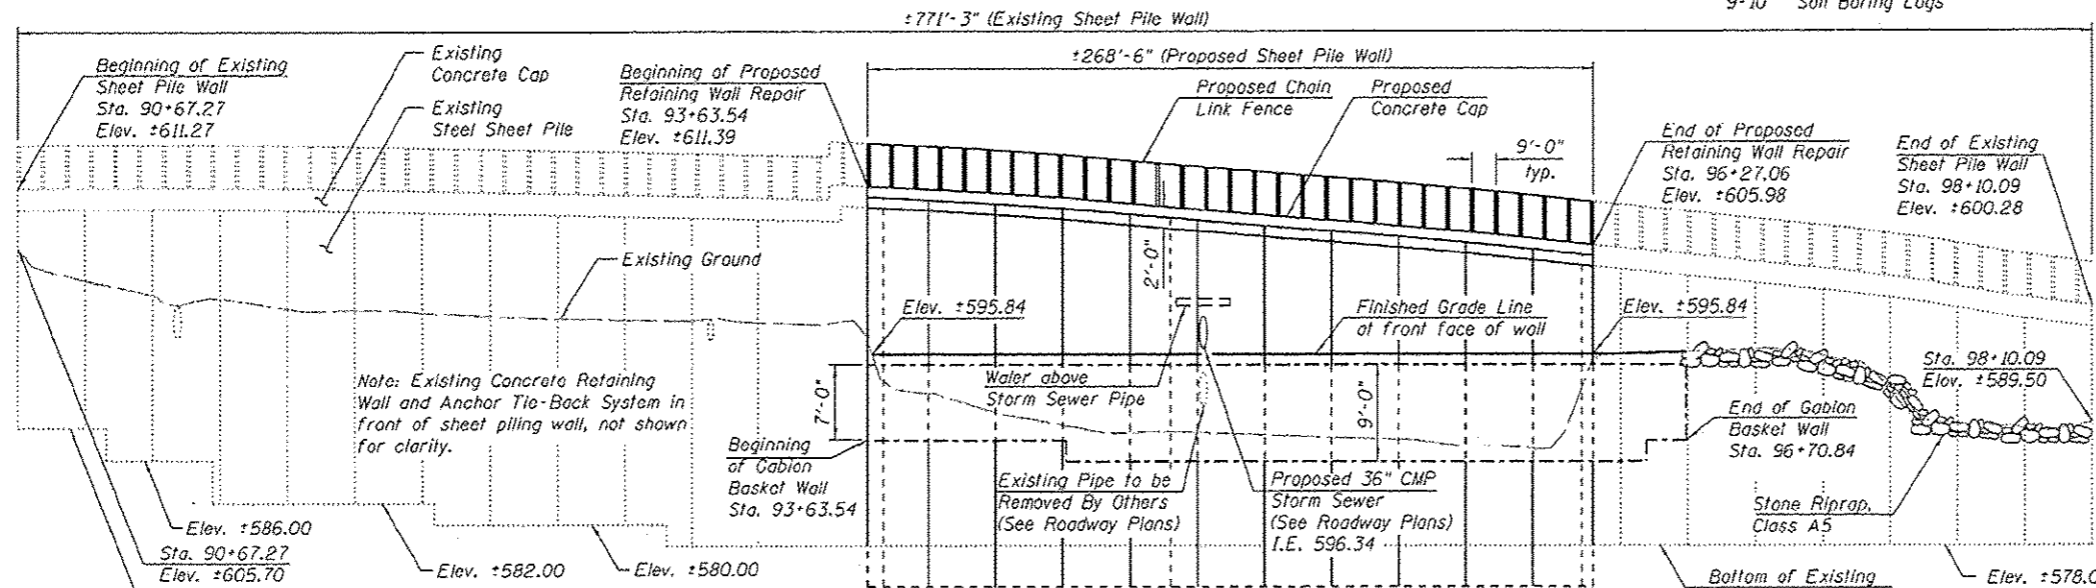 9-10 Soil Boring Logs
±771'-3" (Existing Sheet Pile Wall)
±268'-6" (Proposed Sheet Pile Wall)
Beginning of Existing
Sheet Pile Wall
Sta. 90+67.27
Elev. ±611.27
Existing
Concrete Cap
Existing
Steel Sheet Pile
Beginning of Proposed
Retaining Wall Repair
Sta. 93+63.54
Elev. ±611.39
Proposed Chain
Link Fence
Proposed
Concrete Cap
9'-0"
typ.
End of Proposed
Retaining Wall Repair
Sta. 96+27.06
Elev. ±605.98
End of Existing
Sheet Pile Wall
Sta. 98+10.09
Elev. ±600.28
Existing Ground
2'-0"
Elev. ±595.84
Finished Grade Line
at front face of wall
Elev. ±595.84
Note: Existing Concrete Retaining
Wall and Anchor Tie-Back System in
front of sheet piling wall, not shown
for clarity.
7'-0"
Waler above
Storm Sewer Pipe
9'-0"
Sta. 98+10.09
Elev. ±589.50
Beginning
of Gabion
Basket Wall
Sta. 93+63.54
End of Gabion
Basket Wall
Sta. 96+70.84
Existing Pipe to be
Removed By Others
(See Roadway Plans)
Proposed 36" CMP
Storm Sewer
(See Roadway Plans)
I.E. 596.34
Stone Riprap,
Class A5
Elev. ±586.00
Sta. 90+67.27
Elev. ±605.70
Elev. ±582.00
Elev. ±580.00
Bottom of Existing
Elev. ±578.